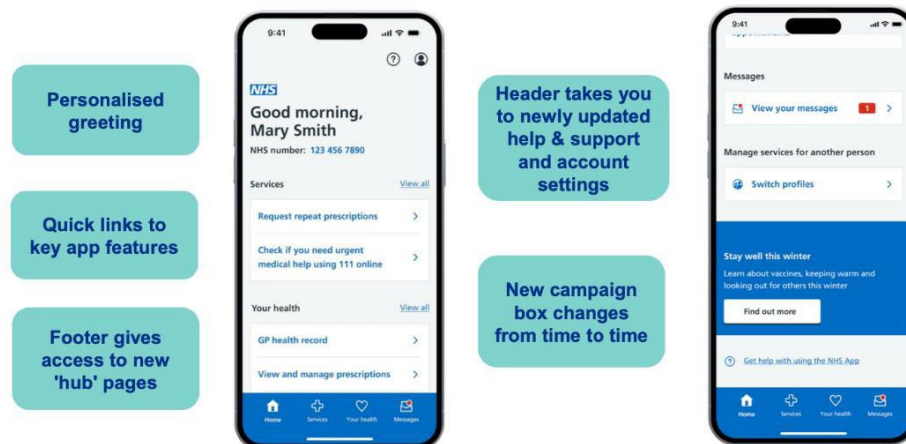 Personalised
greeting
Quick links to
key app features
Footer gives
access to new
'hub' pages
9:41
NHS
Good morning,
Mary Smith
NHS number: 123 456 7890
Services View all
Request repeat prescriptions
Check if you need urgent
medical help using 111 online
Your health View all
GP health record
View and manage prescriptions
Home Services Your health Messages
Header takes you
to newly updated
help & support
and account
settings
New campaign
box changes
from time to time
9:41
Messages
View your messages 1
Manage services for another person
Switch profiles
Stay well this winter
Learn about vaccines, keeping warm and
looking out for others this winter
Find out more
Get help with using the NHS App
Home Services Your health Messages